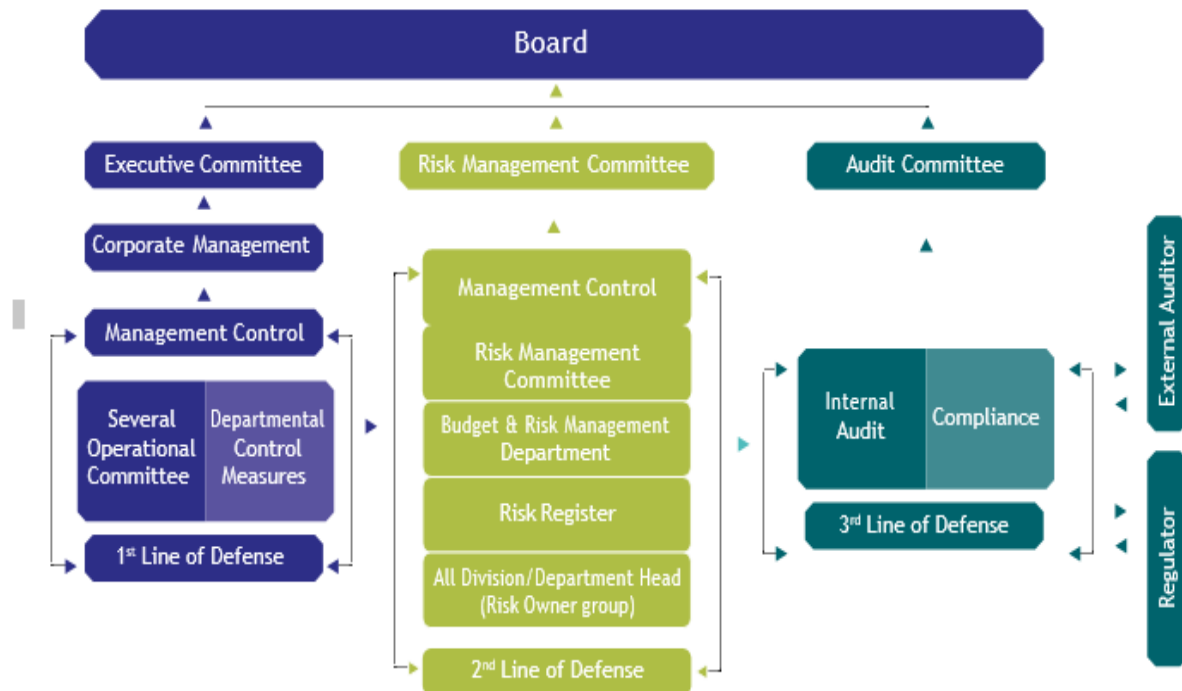 Board
Executive Committee
Risk Management Committee
Audit Committee
Corporate Management
Management Control
Several
Operational
Committee
Departmental
Control
Measures
1st Line of Defense
Management Control
Risk Management
Committee
Budget & Risk Management
Department
Risk Register
All Division/Department Head
(Risk Owner group)
2nd Line of Defense
Internal
Audit
Compliance
3rd Line of Defense
External Auditor
Regulator